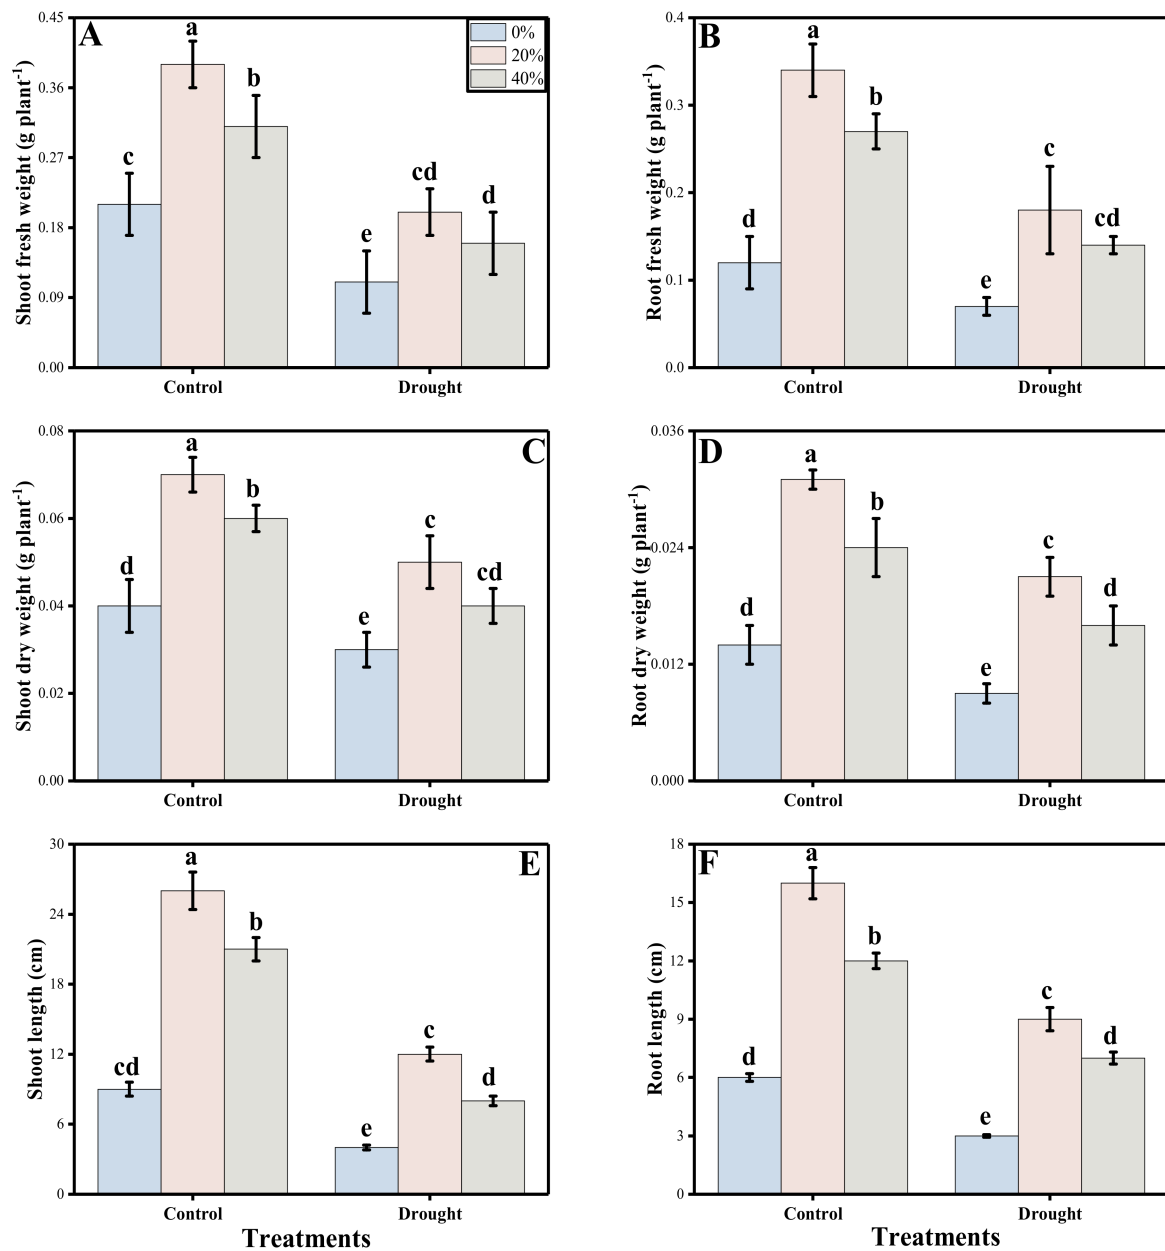 A
0%
20%
40%
Shoot fresh weight (g plant⁻¹)
0.45
0.36
0.27
0.18
0.09
0.00
c
a
b
e
cd
d
Control
Drought
B
Root fresh weight (g plant⁻¹)
0.4
0.3
0.2
0.1
0.0
d
a
b
e
c
cd
Control
Drought
C
Shoot dry weight (g plant⁻¹)
0.08
0.06
0.04
0.02
0.00
d
a
b
e
c
cd
Control
Drought
D
Root dry weight (g plant⁻¹)
0.036
0.024
0.012
0.000
d
a
b
e
c
d
Control
Drought
E
Shoot length (cm)
30
24
18
12
6
0
cd
a
b
e
c
d
Control
Drought
Treatments
F
Root length (cm)
18
15
12
9
6
3
0
d
a
b
e
c
d
Control
Drought
Treatments